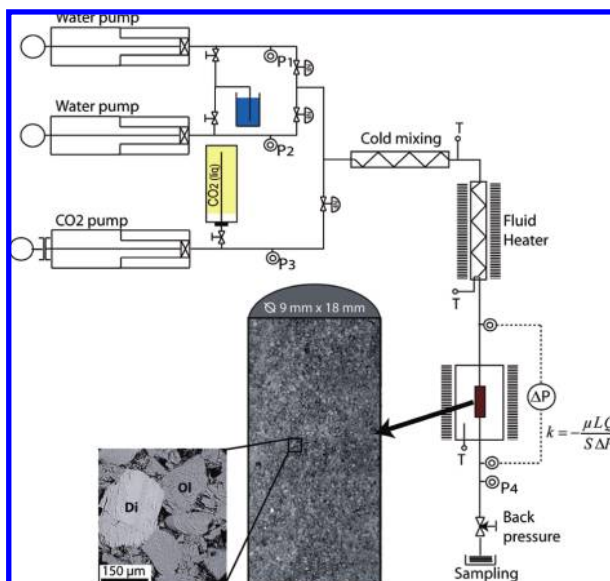 Water pump
P1
Water pump
P2
CO2 (liq)
CO2 pump
P3
Cold mixing
T
Fluid
Heater
T
⍉ 9 mm x 18 mm
ΔP
T
P4
Back
pressure
Sampling
Di
Ol
150 µm